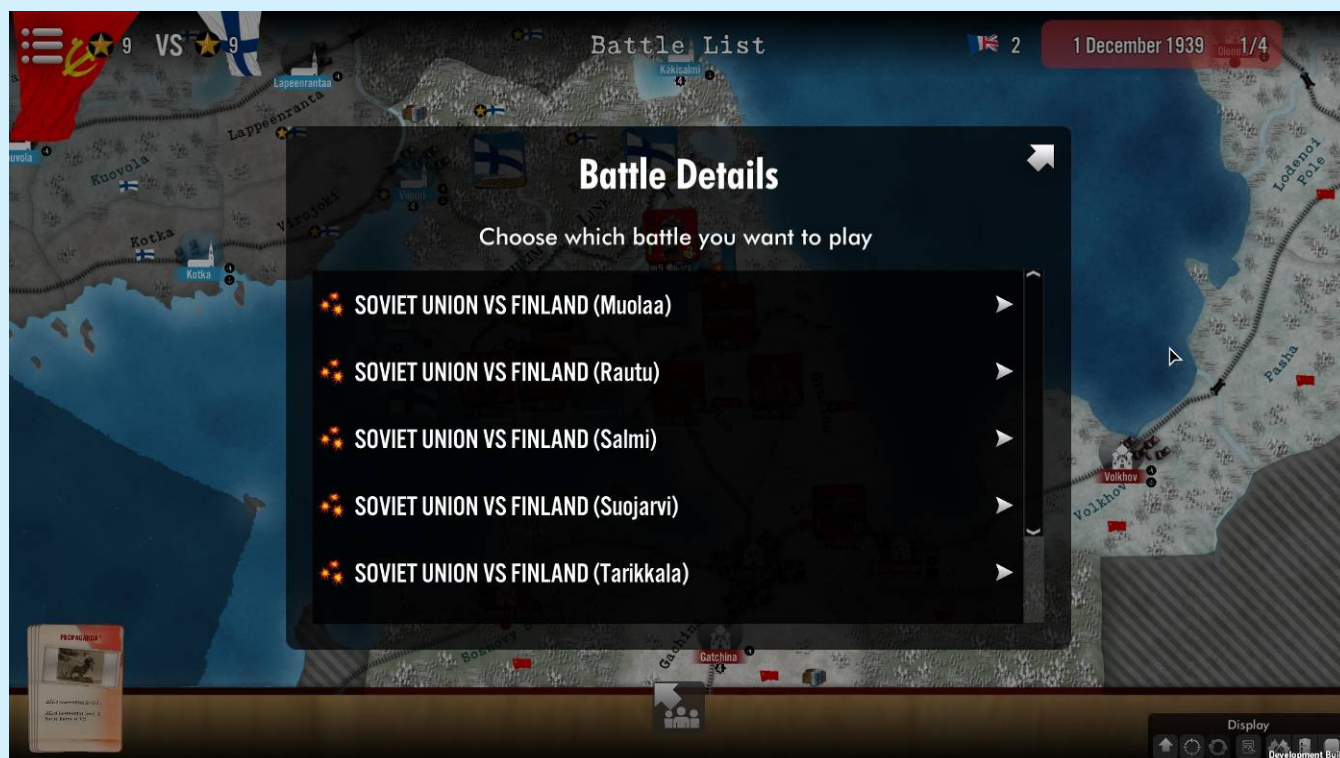 9 VS 9
Battle List
2
1 December 1939
1/4
Käkisalmi
Lapeenrantaa
Lappeenranta
Kuovola
Virojoki
Kotka
Kotka
Viipuri
Lodenoi
Pole
Pasha
Battle Details
Choose which battle you want to play
SOVIET UNION VS FINLAND (Muolaa)
SOVIET UNION VS FINLAND (Rautu)
SOVIET UNION VS FINLAND (Salmi)
SOVIET UNION VS FINLAND (Suojarvi)
SOVIET UNION VS FINLAND (Tarikkala)
Volkhov
Volkhov
PROPAGANDA
Gatchina
Display